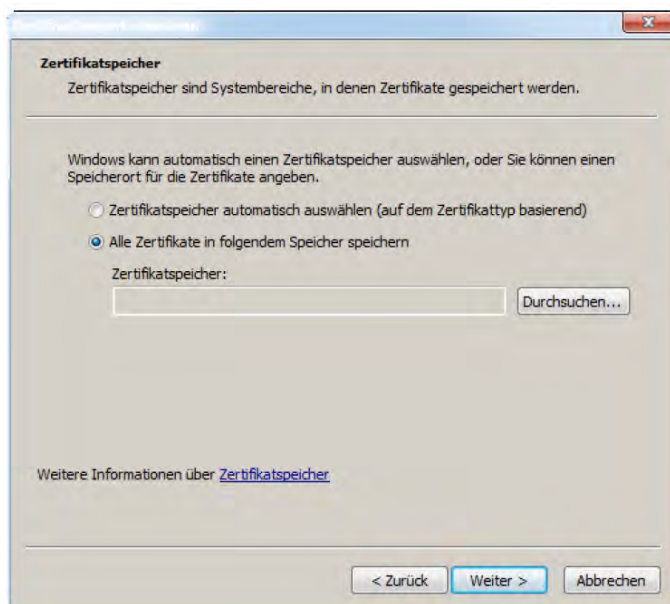 Zertifikatspeicher
Zertifikatspeicher sind Systembereiche, in denen Zertifikate gespeichert werden.
Windows kann automatisch einen Zertifikatspeicher auswählen, oder Sie können einen
Speicherort für die Zertifikate angeben.
Zertifikatspeicher automatisch auswählen (auf dem Zertifikattyp basierend)
Alle Zertifikate in folgendem Speicher speichern
Zertifikatspeicher:
Durchsuchen...
Weitere Informationen über Zertifikatspeicher
< Zurück Weiter > Abbrechen